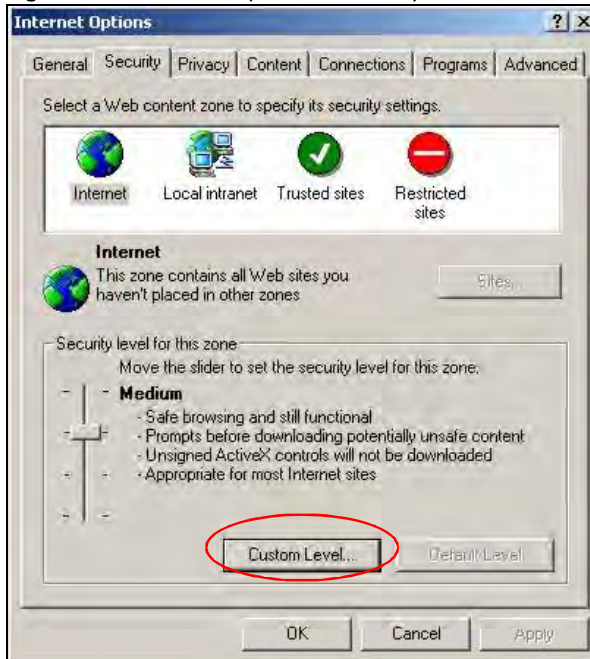 Internet Options
General Security Privacy Content Connections Programs Advanced
Select a Web content zone to specify its security settings.
Internet Local intranet Trusted sites Restricted sites
Internet
This zone contains all Web sites you
haven't placed in other zones
Sites...
Security level for this zone
Move the slider to set the security level for this zone.
Medium
- Safe browsing and still functional
- Prompts before downloading potentially unsafe content
- Unsigned ActiveX controls will not be downloaded
- Appropriate for most Internet sites
Custom Level... Default Level
OK Cancel Apply